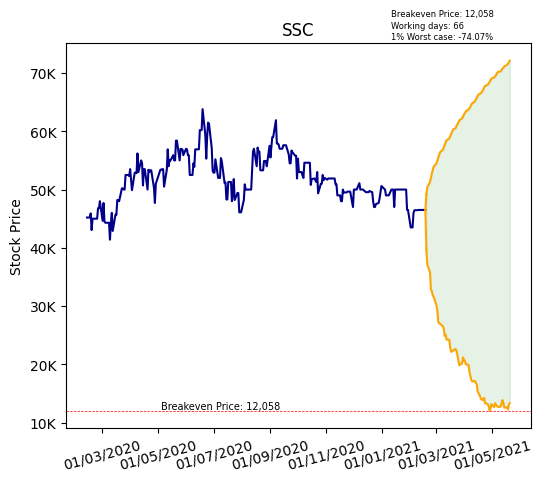 Breakeven Price: 12,058
Working days: 66
1% Worst case: -74.07%
SSC
Stock Price
70K
60K
50K
40K
30K
20K
10K
Breakeven Price: 12,058
01/03/2020
01/05/2020
01/07/2020
01/09/2020
01/11/2020
01/01/2021
01/03/2021
01/05/2021